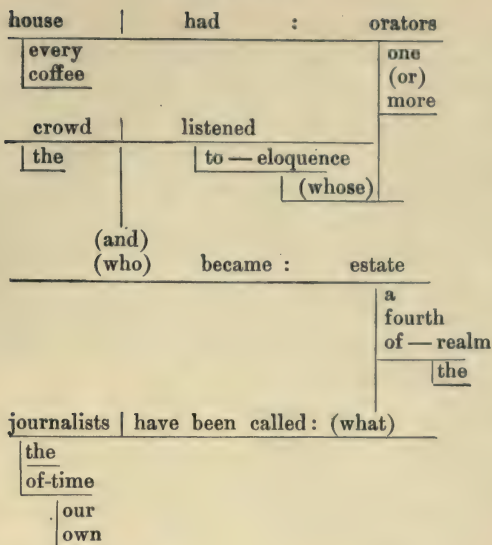 house | had : orators
every one
coffee (or)
more
crowd | listened
the to — eloquence
(whose)
(and)
(who) became : estate
a
fourth
of — realm
the
journalists | have been called : (what)
the
of-time
our
own